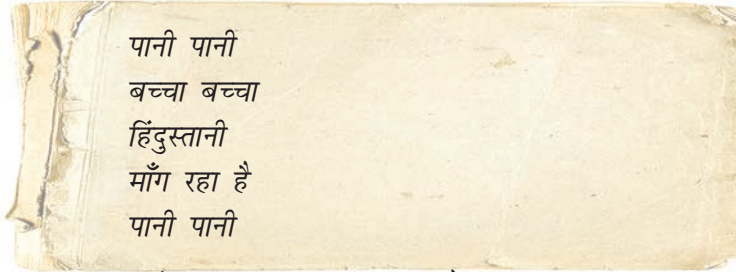 पानी पानी
बच्चा बच्चा
हिंदुस्तानी
माँग रहा है
पानी पानी